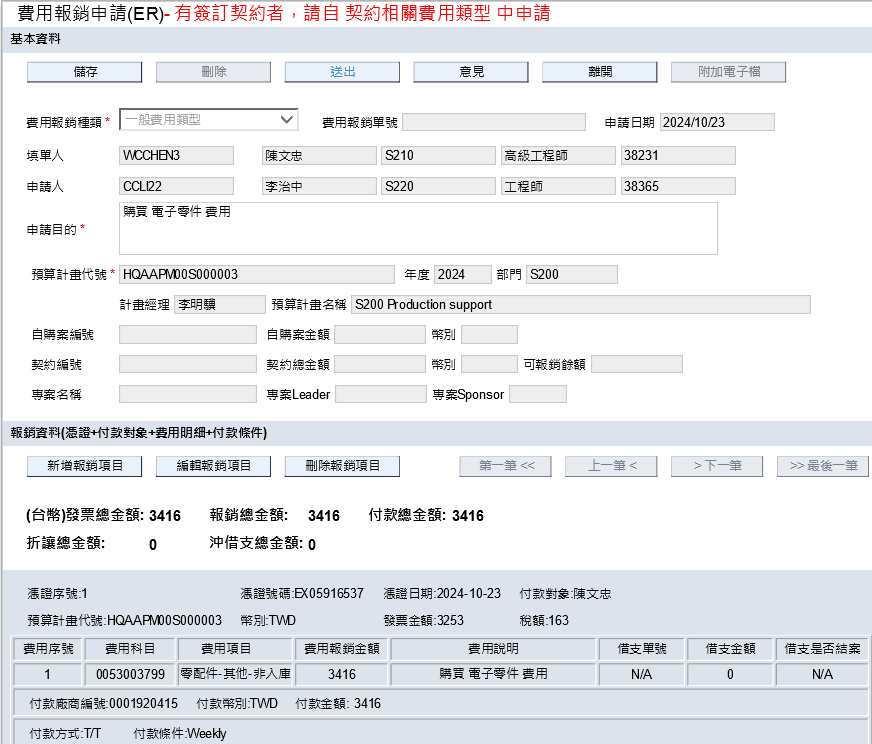 費用報銷申請(ER)- 有簽訂契約者，請自 契約相關費用類型 中申請
基本資料
儲存 刪除 送出 意見 離開 附加電子檔
費用報銷種類 * 一般費用類型 費用報銷單號 申請日期 2024/10/23
填單人 WCCHEN3 陳文忠 S210 高級工程師 38231
申請人 CCLI22 李治中 S220 工程師 38365
申請目的 * 購買 電子零件 費用
預算計畫代號 * HQAAPM00S000003 年度 2024 部門 S200
計畫經理 李明驥 預算計畫名稱 S200 Production support
自購案編號 自購案金額 幣別
契約編號 契約總金額 幣別 可報銷餘額
專案名稱 專案Leader 專案Sponsor
報銷資料(憑證+付款對象+費用明細+付款條件)
新增報銷項目 編輯報銷項目 刪除報銷項目 第一筆 << 上一筆 < > 下一筆 >> 最後一筆
(台幣)發票總金額: 3416 報銷總金額: 3416 付款總金額: 3416
折讓總金額: 0 沖借支總金額: 0
憑證序號:1 憑證號碼:EX05916537 憑證日期:2024-10-23 付款對象:陳文忠
預算計畫代號:HQAAPM00S000003 幣別:TWD 發票金額:3253 稅額:163
費用序號 費用科目 費用項目 費用報銷金額 費用說明 借支單號 借支金額 借支是否結案
1 0053003799 零配件-其他-非入庫 3416 購買 電子零件 費用 N/A 0 N/A
付款廠商編號:0001920415 付款幣別:TWD 付款金額: 3416
付款方式:T/T 付款條件:Weekly